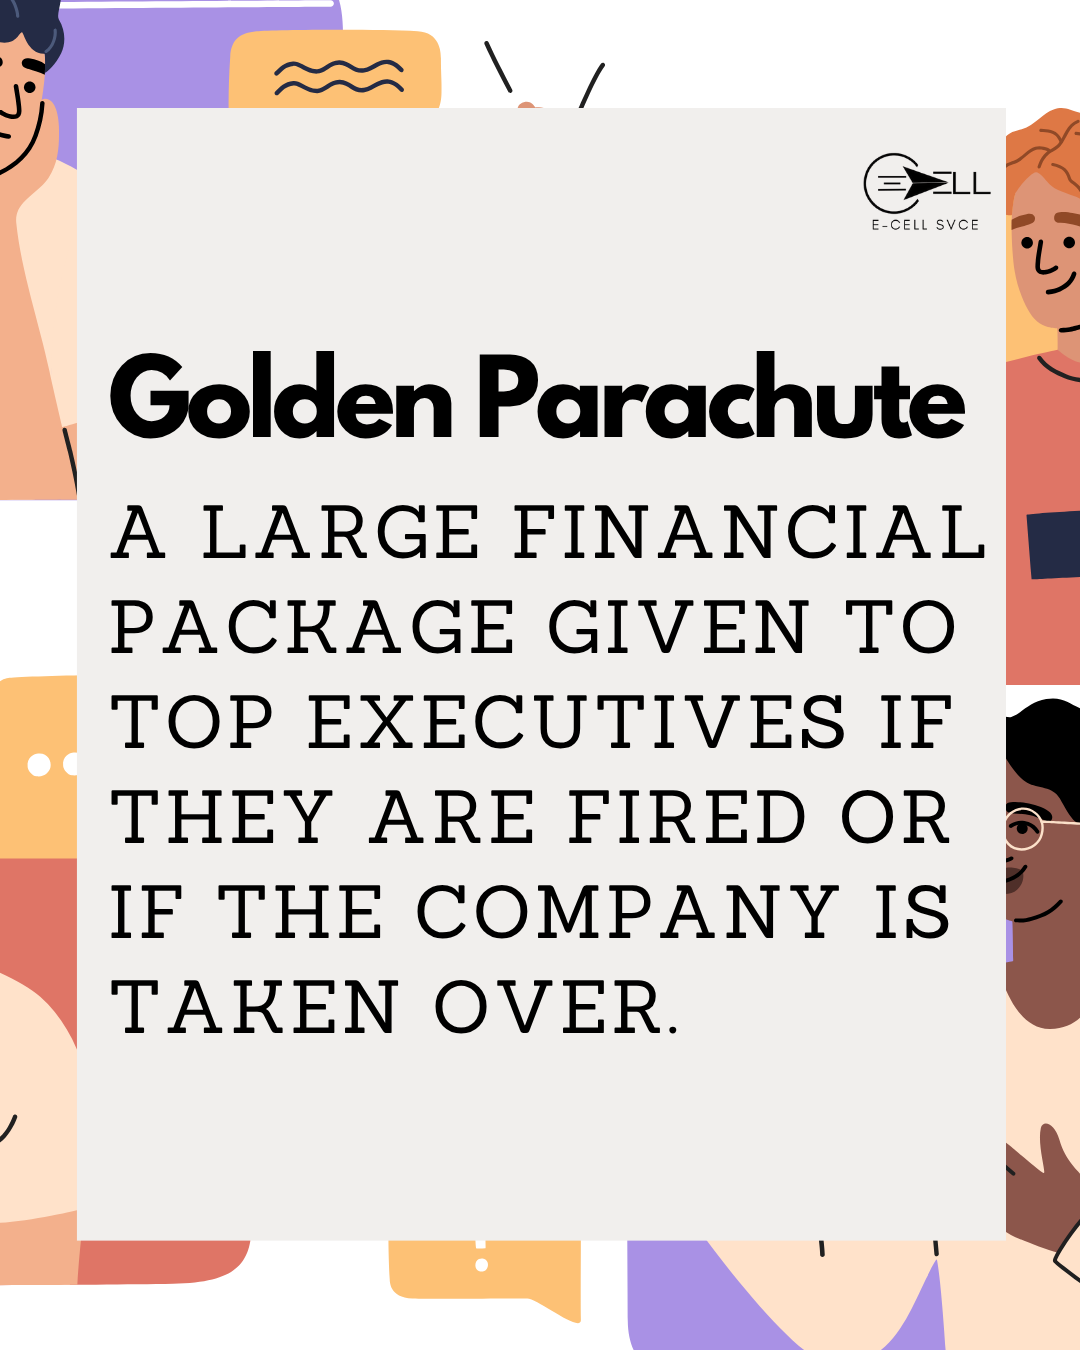 ELL
E-CELL SVCE
Golden Parachute
A LARGE FINANCIAL
PACKAGE GIVEN TO
TOP EXECUTIVES IF
THEY ARE FIRED OR
IF THE COMPANY IS
TAKEN OVER.